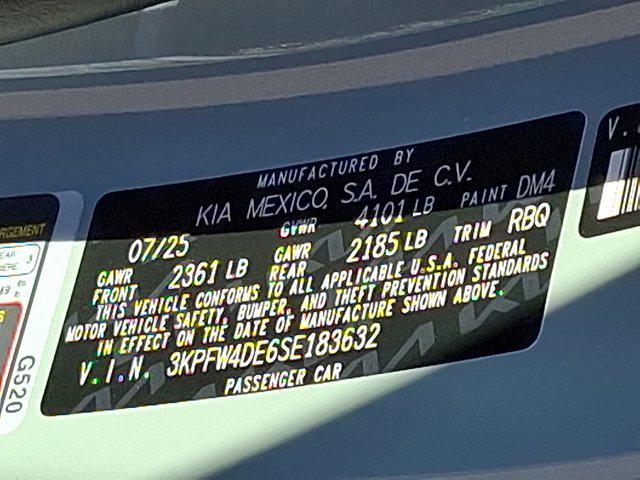 MANUFACTURED BY
KIA MEXICO, S.A. DE C.V.
07/25 GVWR 4101 LB PAINT DM4
GAWR FRONT 2361 LB GAWR REAR 2185 LB TRIM RBQ
THIS VEHICLE CONFORMS TO ALL APPLICABLE U.S.A. FEDERAL
MOTOR VEHICLE SAFETY, BUMPER, AND THEFT PREVENTION STANDARDS
IN EFFECT ON THE DATE OF MANUFACTURE SHOWN ABOVE.
V.I.N. 3KPFW4DE6SE183632
PASSENGER CAR
G520
V.